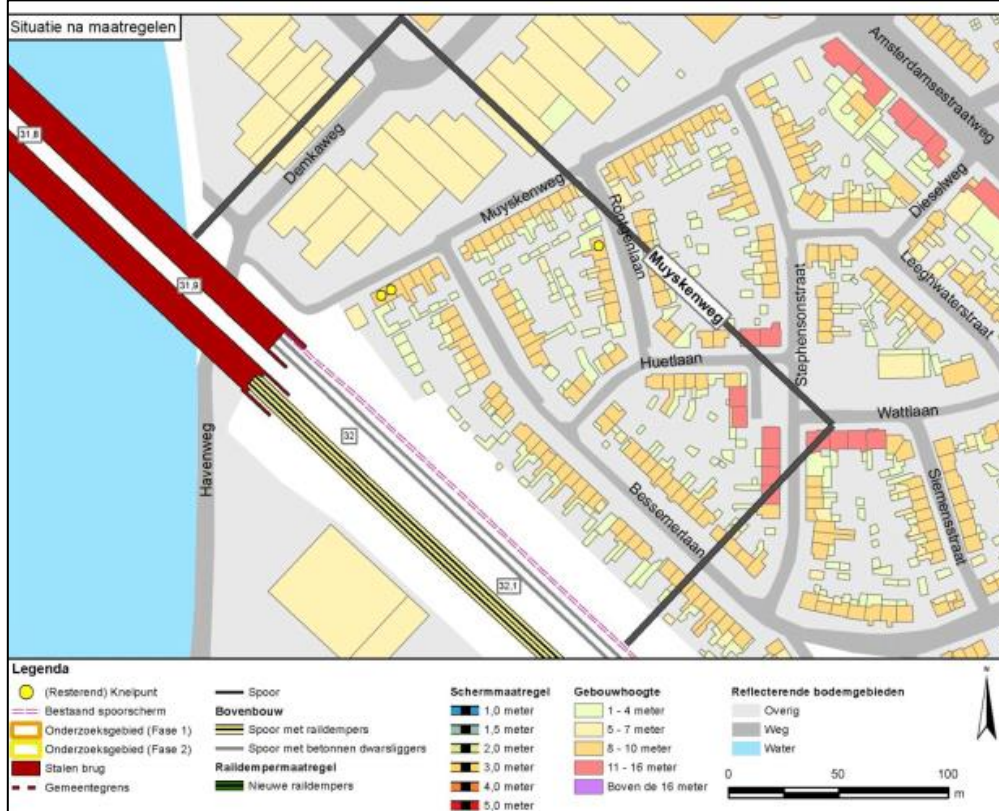 Situatie na maatregelen
Amsterdamsestraatweg
31,8
Demkaweg
Dieselweg
Muyskenweg
Röntgenlaan
Leeghwaterstraat
31,9
Muyskenweg
Stephensonstraat
Huetlaan
Wattlaan
32
Havenweg
Bessemerlaan
Siemensstraat
32,1
Legenda
(Resterend) Knelpunt
Bestaand spoorscherm
Onderzoeksgebied (Fase 1)
Onderzoeksgebied (Fase 2)
Stalen brug
Gemeentegrens
Spoor
Bovenbouw
Spoor met raildempers
Spoor met betonnen dwarsliggers
Raildempermaatregel
Nieuwe raildempers
Schermmaatregel
1,0 meter
1,5 meter
2,0 meter
3,0 meter
4,0 meter
5,0 meter
Gebouwhoogte
1 - 4 meter
5 - 7 meter
8 - 10 meter
11 - 16 meter
Boven de 16 meter
Reflecterende bodemgebieden
Overig
Weg
Water
N
0 50 100
m